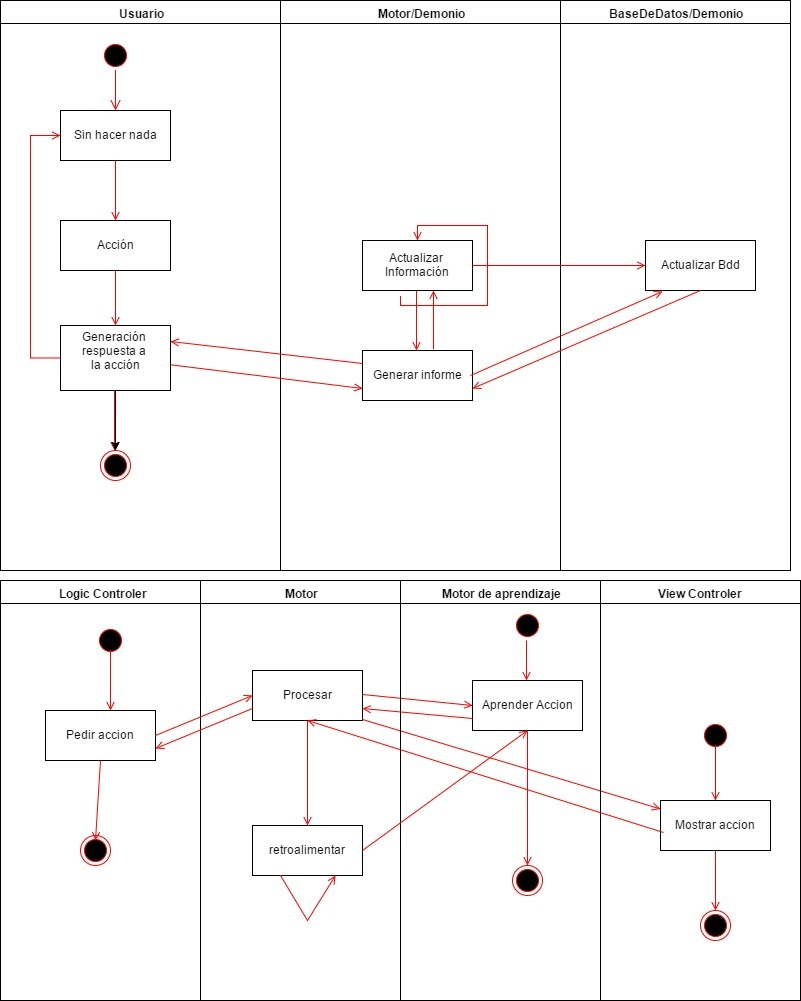 Usuario
Motor/Demonio
BaseDeDatos/Demonio
Sin hacer nada
Acción
Actualizar
Información
Actualizar Bdd
Generación
respuesta a
la acción
Generar informe
Logic Controler
Motor
Motor de aprendizaje
View Controler
Procesar
Aprender Accion
Pedir accion
Mostrar accion
retroalimentar